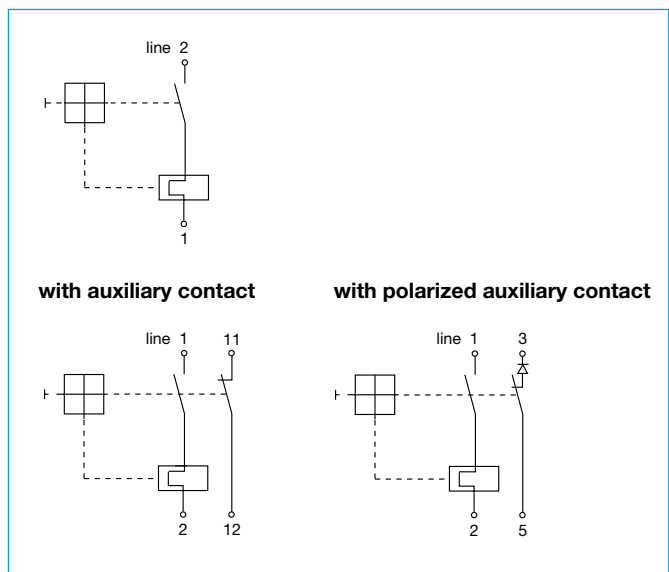 line 2
1
with auxiliary contact
line 1 11
2 12
with polarized auxiliary contact
line 1 3
2 5